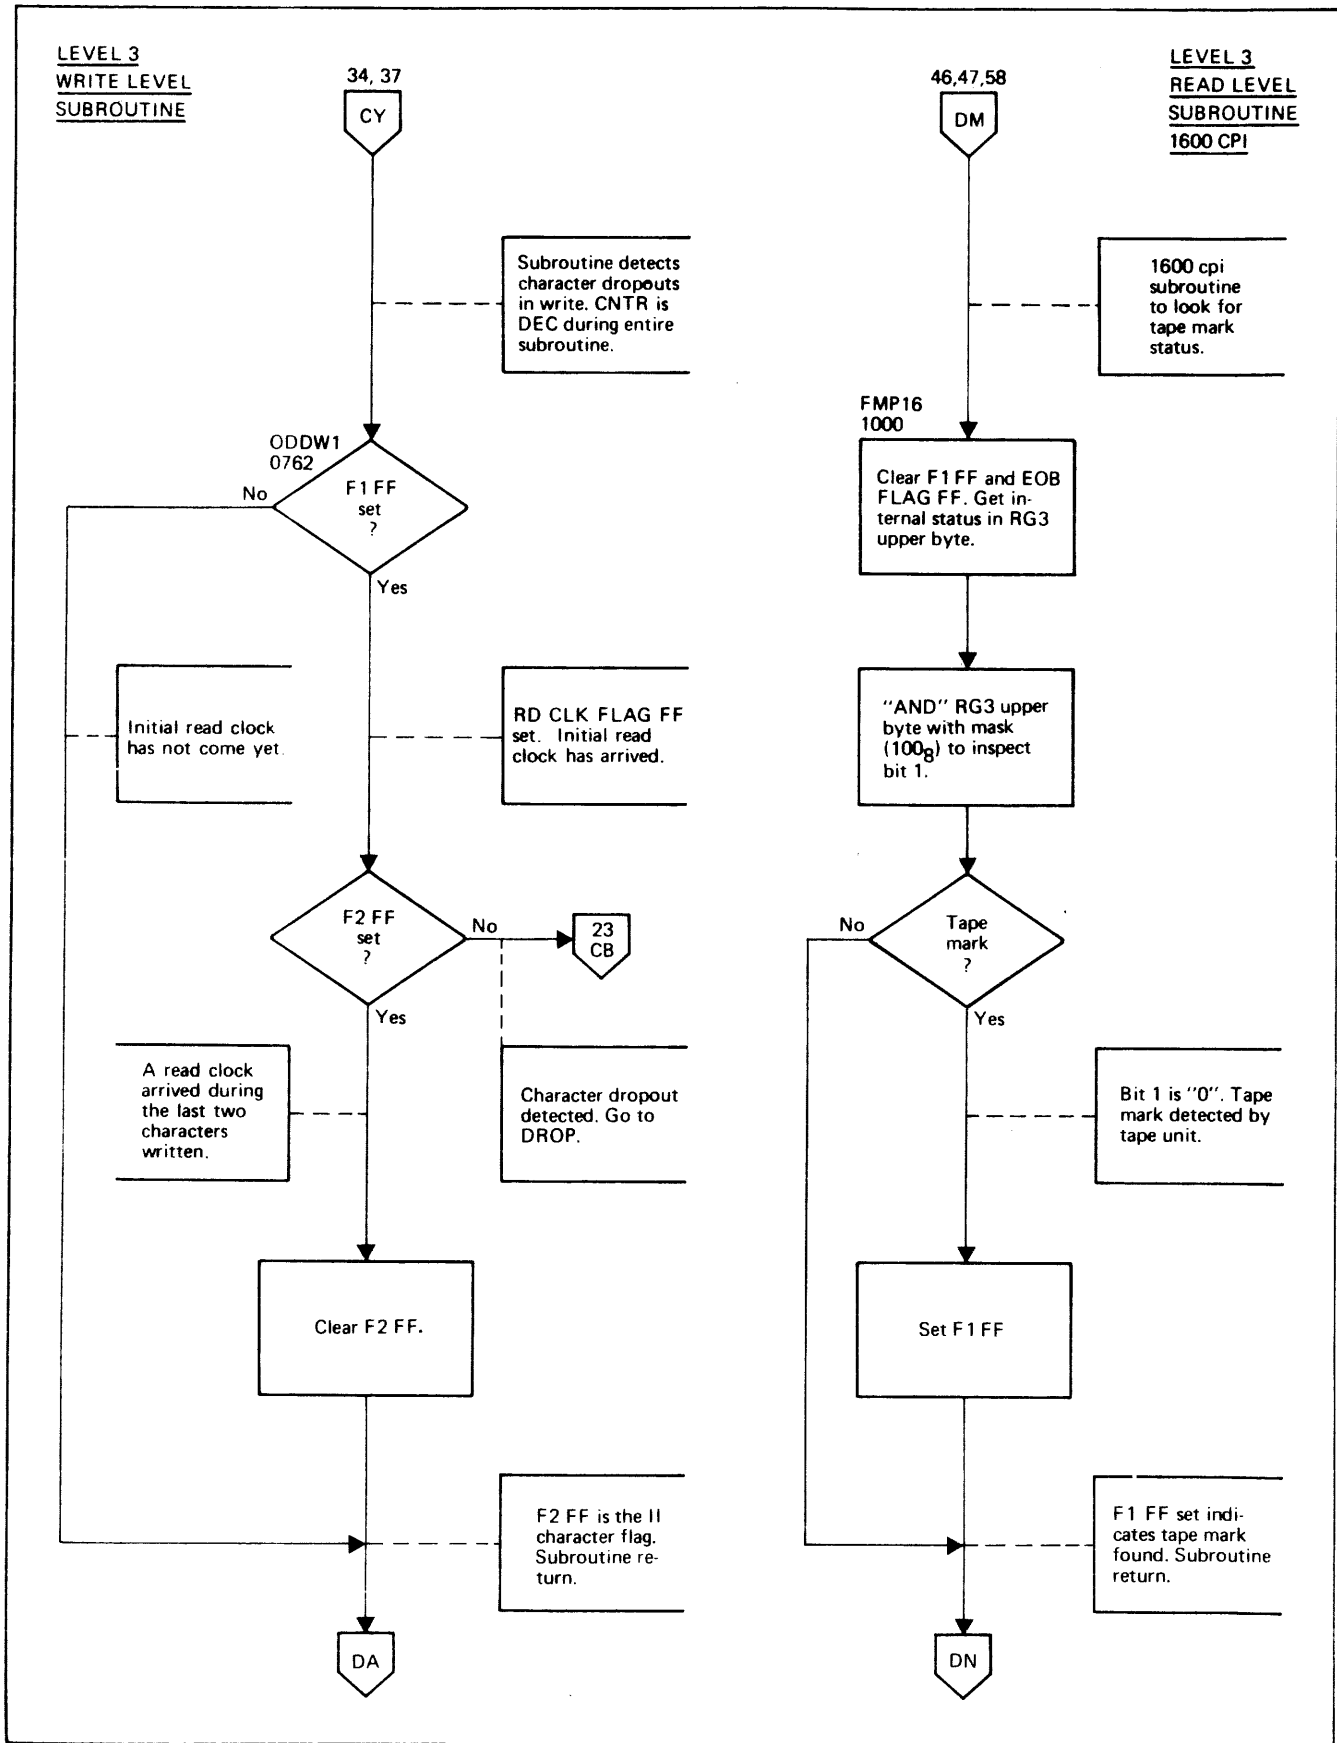 LEVEL 3
WRITE LEVEL
SUBROUTINE
34, 37
CY
Subroutine detects
character dropouts
in write. CNTR is
DEC during entire
subroutine.
ODDW1
0762
F1 FF
set
?
No
Yes
Initial read clock
has not come yet.
RD CLK FLAG FF
set. Initial read
clock has arrived.
F2 FF
set
?
No
23
CB
Yes
A read clock
arrived during
the last two
characters
written.
Character dropout
detected. Go to
DROP.
Clear F2 FF.
F2 FF is the II
character flag.
Subroutine re-
turn.
DA
LEVEL 3
READ LEVEL
SUBROUTINE
1600 CPI
46,47,58
DM
1600 cpi
subroutine
to look for
tape mark
status.
FMP16
1000
Clear F1 FF and EOB
FLAG FF. Get in-
ternal status in RG3
upper byte.
"AND" RG3 upper
byte with mask
(100₈) to inspect
bit 1.
No
Tape
mark
?
Yes
Bit 1 is "0". Tape
mark detected by
tape unit.
Set F1 FF
F1 FF set indi-
cates tape mark
found. Subroutine
return.
DN